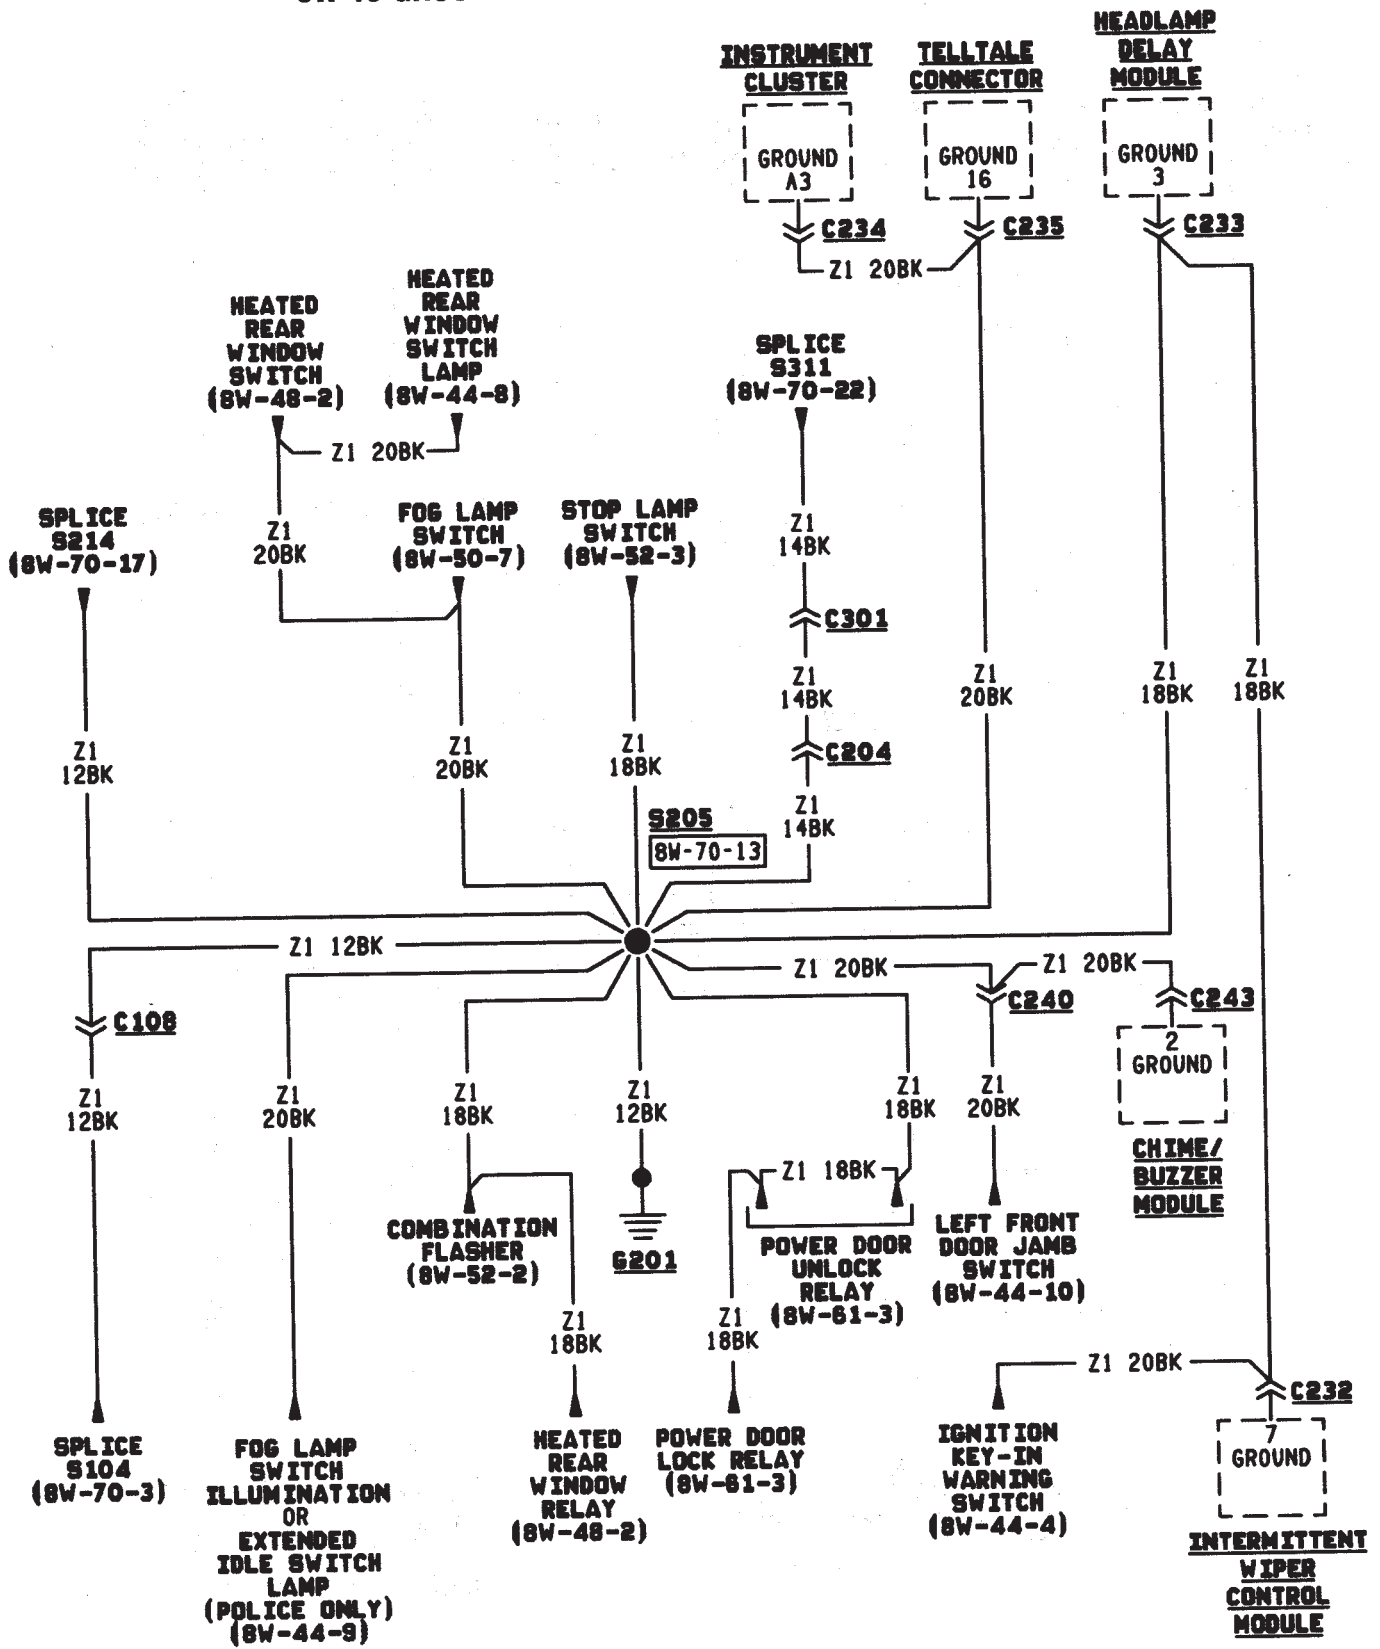 INSTRUMENT
CLUSTER
TELLTALE
CONNECTOR
HEADLAMP
DELAY
MODULE
GROUND
A3
GROUND
16
GROUND
3
C234
C235
C233
Z1 20BK
HEATED
REAR
WINDOW
SWITCH
(8W-48-2)
HEATED
REAR
WINDOW
SWITCH
LAMP
(8W-44-8)
SPLICE
S311
(8W-70-22)
Z1 20BK
SPLICE
S214
(8W-70-17)
Z1
20BK
FOG LAMP
SWITCH
(8W-50-7)
STOP LAMP
SWITCH
(8W-52-3)
Z1
14BK
C301
Z1
14BK
Z1
20BK
Z1
18BK
Z1
18BK
Z1
12BK
Z1
20BK
Z1
18BK
C204
Z1
14BK
S205
8W-70-13
Z1 12BK
Z1 20BK
Z1 20BK
C108
C240
C243
2
GROUND
CHIME/
BUZZER
MODULE
Z1
12BK
Z1
20BK
Z1
18BK
Z1
12BK
Z1
18BK
Z1
20BK
Z1 18BK
COMBINATION
FLASHER
(8W-52-2)
G201
POWER DOOR
UNLOCK
RELAY
(8W-61-3)
LEFT FRONT
DOOR JAMB
SWITCH
(8W-44-10)
Z1
18BK
Z1
18BK
Z1 20BK
C232
7
GROUND
SPLICE
S104
(8W-70-3)
FOG LAMP
SWITCH
ILLUMINATION
OR
EXTENDED
IDLE SWITCH
LAMP
(POLICE ONLY)
(8W-44-9)
HEATED
REAR
WINDOW
RELAY
(8W-48-2)
POWER DOOR
LOCK RELAY
(8W-61-3)
IGNITION
KEY-IN
WARNING
SWITCH
(8W-44-4)
INTERMITTENT
WIPER
CONTROL
MODULE